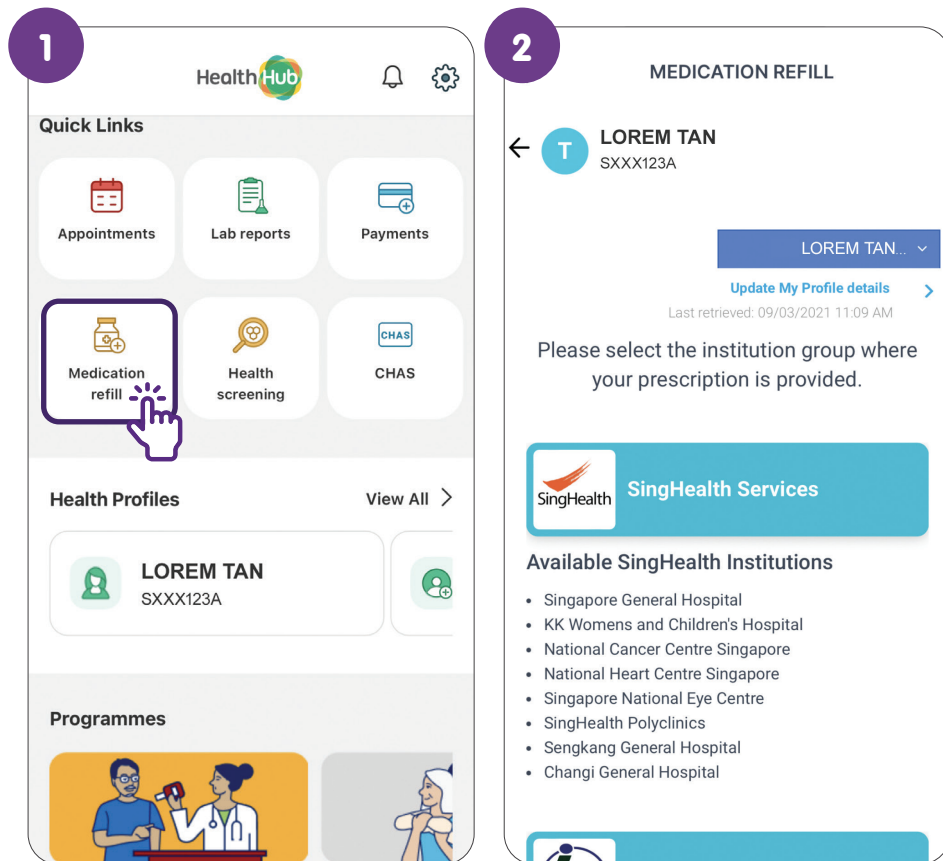 1
HealthHub
Quick Links
Appointments
Lab reports
Payments
CHAS
Medication
refill
Health
screening
CHAS
Health Profiles
View All
LOREM TAN
SXXX123A
Programmes
2
MEDICATION REFILL
T
LOREM TAN
SXXX123A
LOREM TAN...
Update My Profile details
Last retrieved: 09/03/2021 11:09 AM
Please select the institution group where
your prescription is provided.
SingHealth
SingHealth Services
Available SingHealth Institutions
• Singapore General Hospital
• KK Womens and Children's Hospital
• National Cancer Centre Singapore
• National Heart Centre Singapore
• Singapore National Eye Centre
• SingHealth Polyclinics
• Sengkang General Hospital
• Changi General Hospital